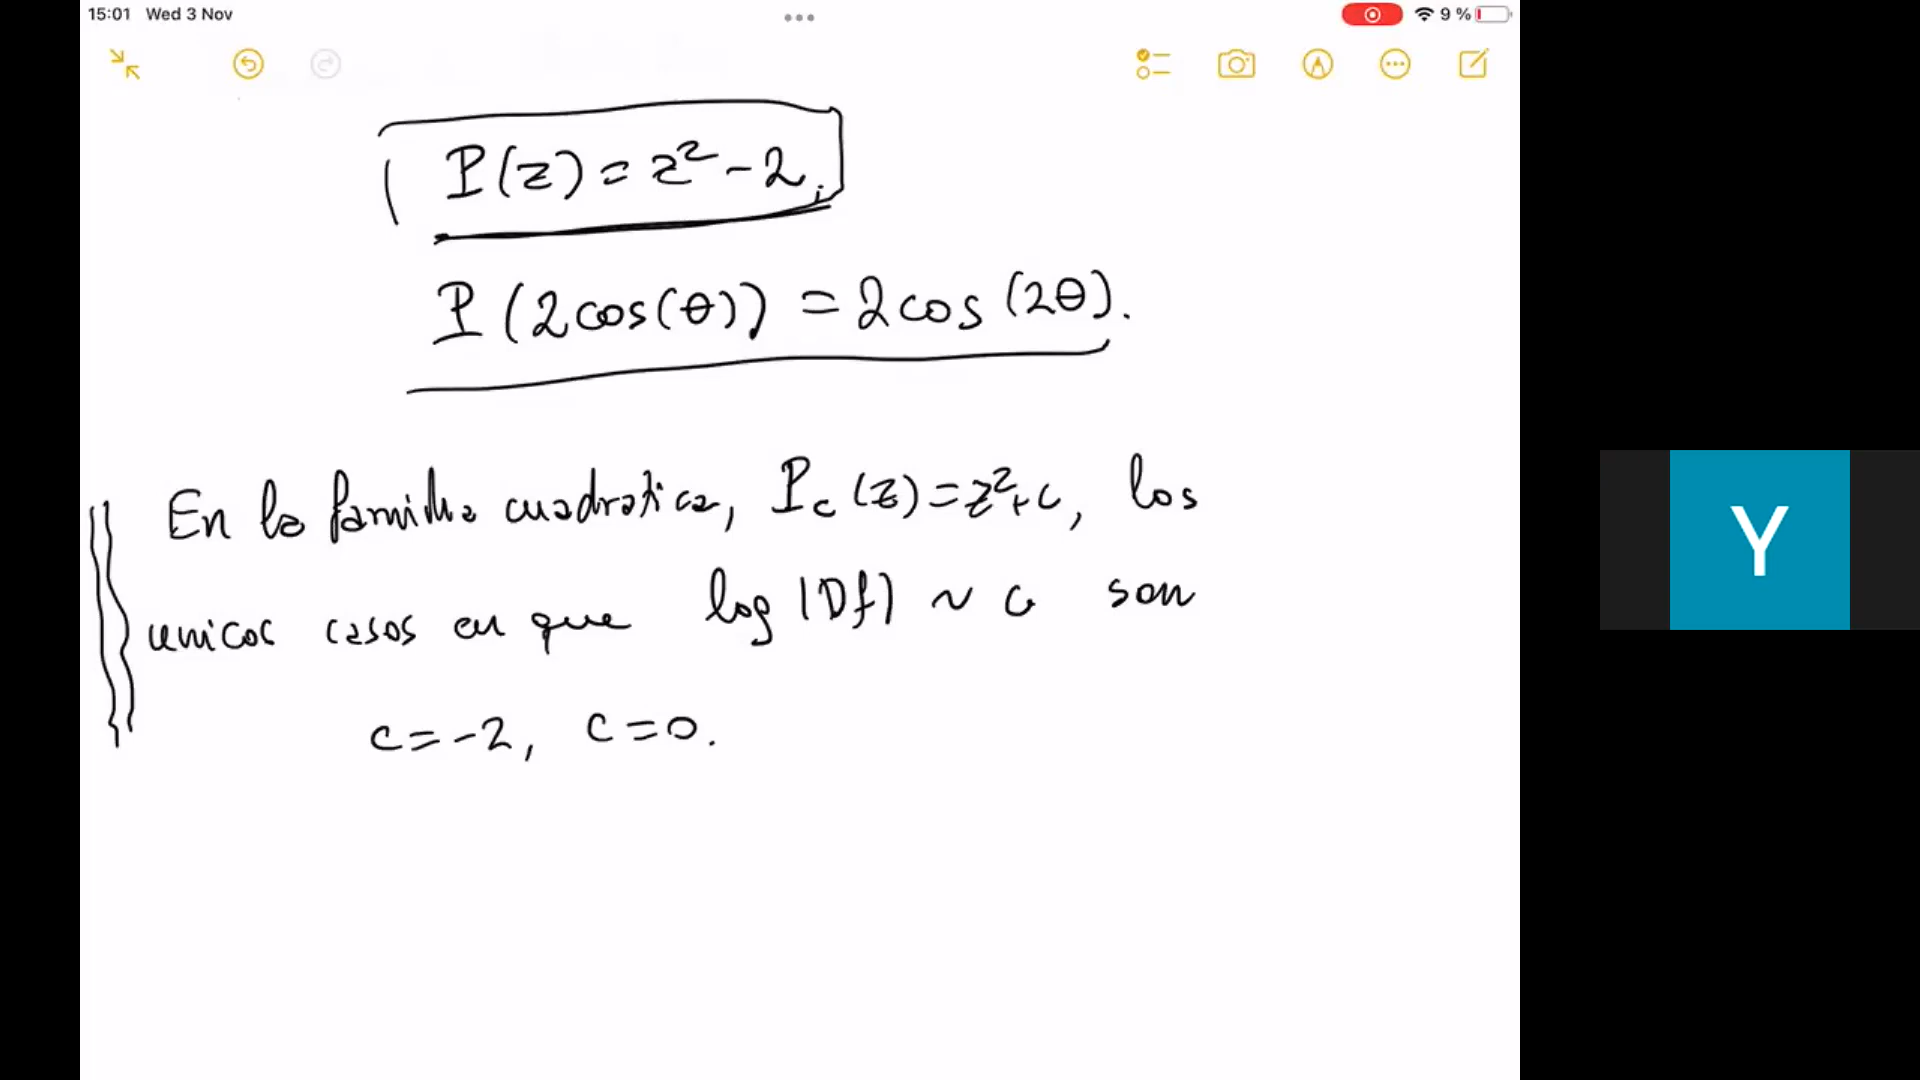 15:01 Wed 3 Nov
9 %
P(z) = z² - 2.
P(2cos(θ)) = 2cos(2θ).
En la familia cuadratica, P_c(z) = z² + c, los
unicos casos en que log |Df| ~ c son
c = -2, c = 0.
Y